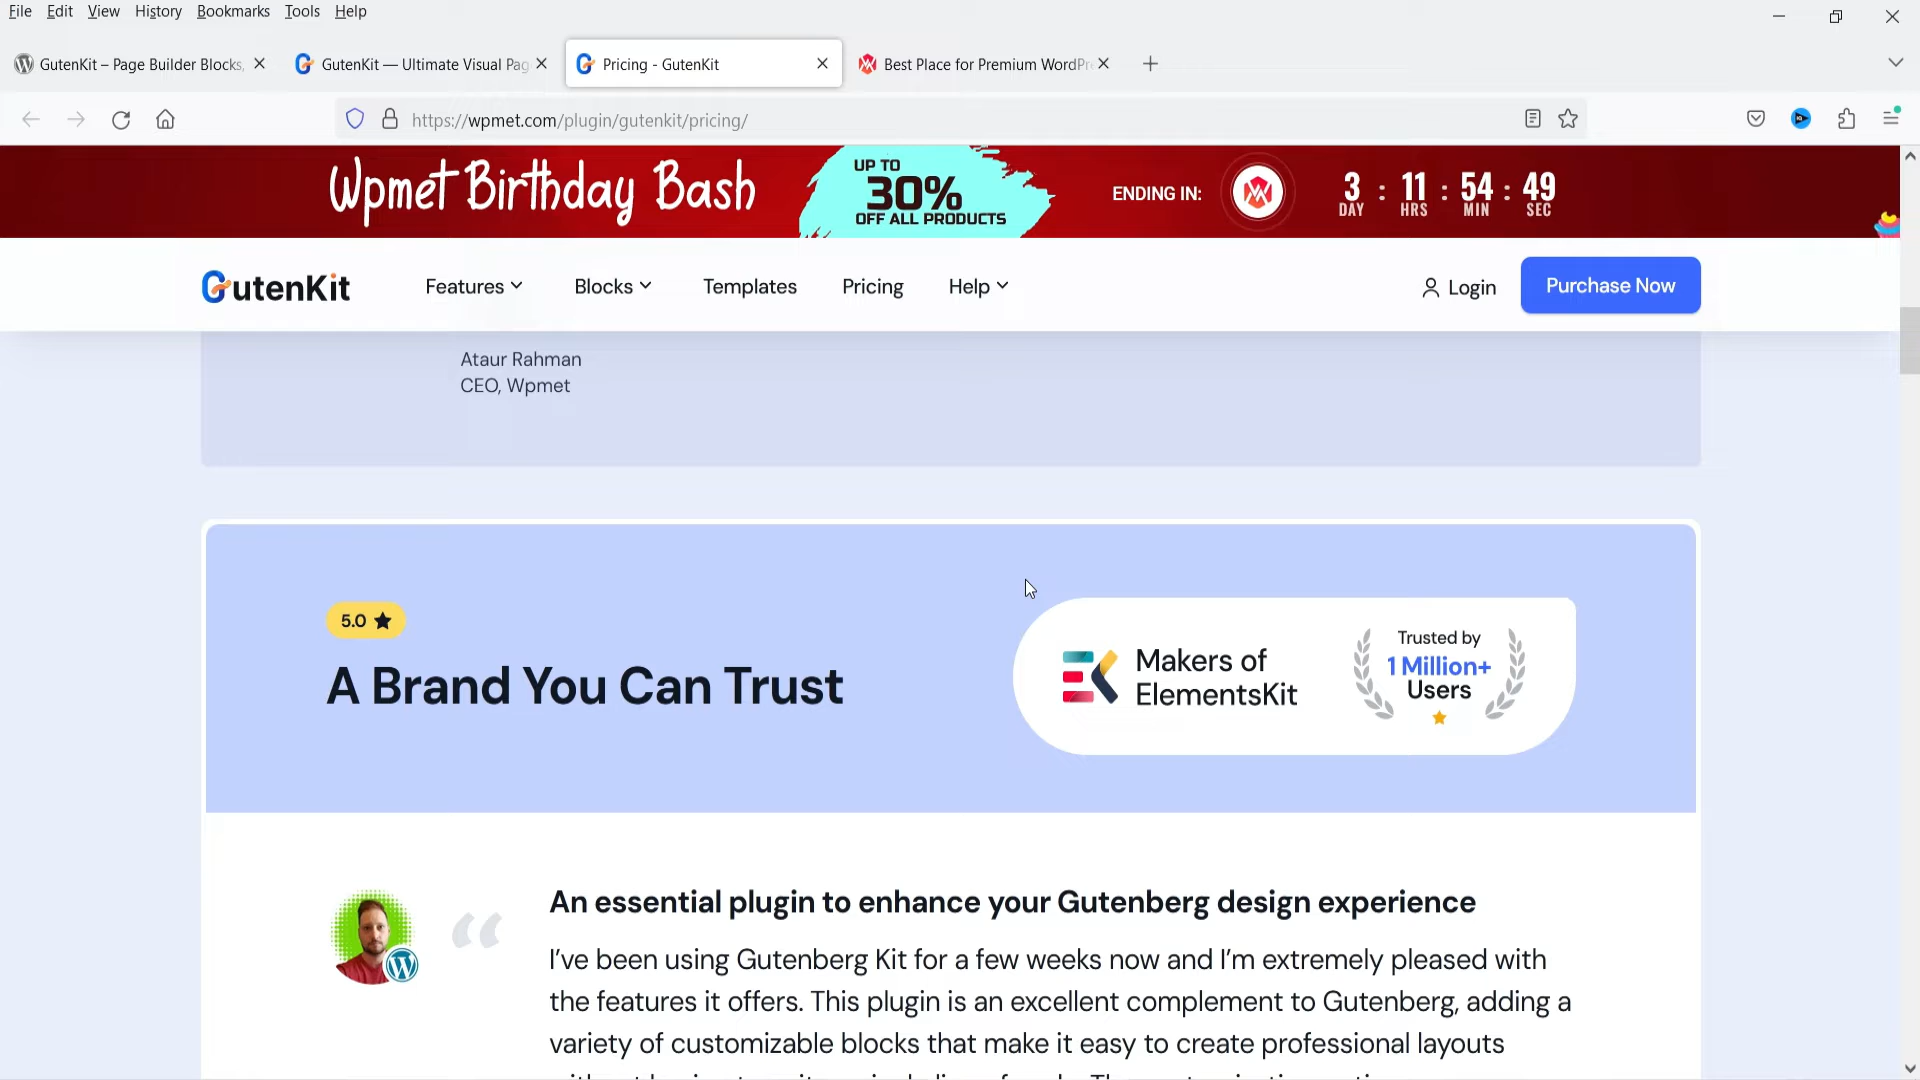 File Edit View History Bookmarks Tools Help
GutenKit – Page Builder Blocks,
GutenKit — Ultimate Visual Pag
Pricing - GutenKit
Best Place for Premium WordPr
https://wpmet.com/plugin/gutenkit/pricing/
Wpmet Birthday Bash
UP TO
30%
OFF ALL PRODUCTS
ENDING IN:
3 : 11 : 54 : 49
DAY HRS MIN SEC
GutenKit
Features Blocks Templates Pricing Help
Login
Purchase Now
Ataur Rahman
CEO, Wpmet
5.0
A Brand You Can Trust
Makers of
ElementsKit
Trusted by
1 Million+
Users
An essential plugin to enhance your Gutenberg design experience
I've been using Gutenberg Kit for a few weeks now and I'm extremely pleased with
the features it offers. This plugin is an excellent complement to Gutenberg, adding a
variety of customizable blocks that make it easy to create professional layouts